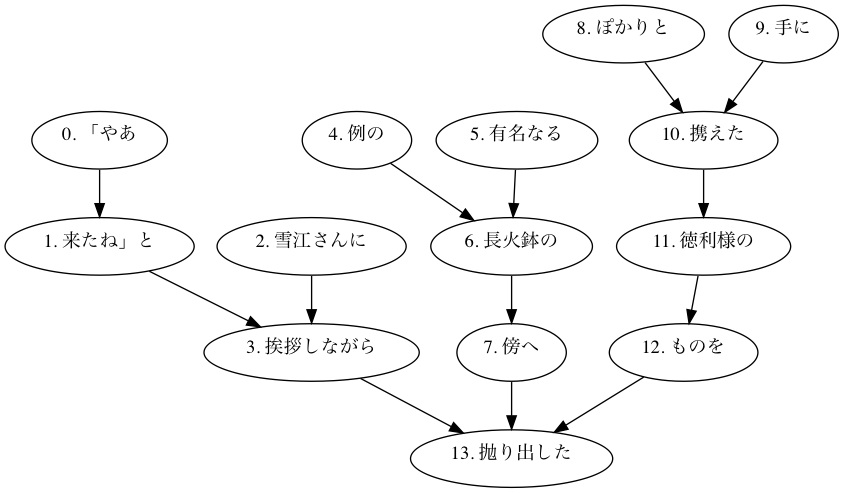 8. ぽかりと
9. 手に
0. 「やあ
4. 例の
5. 有名なる
10. 携えた
1. 来たね」と
2. 雪江さんに
6. 長火鉢の
11. 徳利様の
3. 挨拶しながら
7. 傍へ
12. ものを
13. 抛り出した